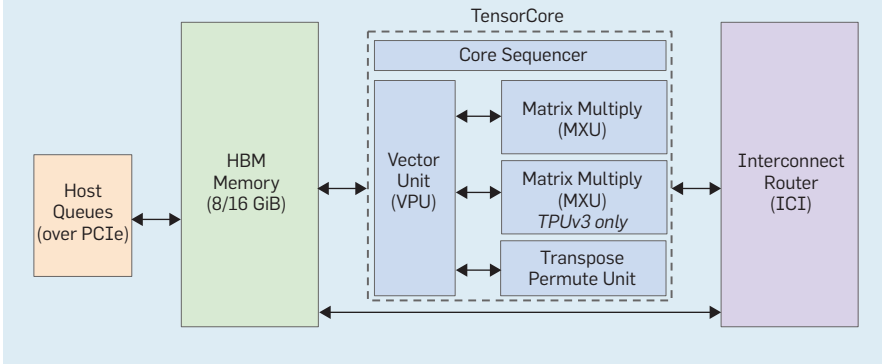 TensorCore
Core Sequencer
Host
Queues
(over PCIe)
HBM
Memory
(8/16 GiB)
Vector
Unit
(VPU)
Matrix Multiply
(MXU)
Matrix Multiply
(MXU)
TPUv3 only
Transpose
Permute Unit
Interconnect
Router
(ICI)